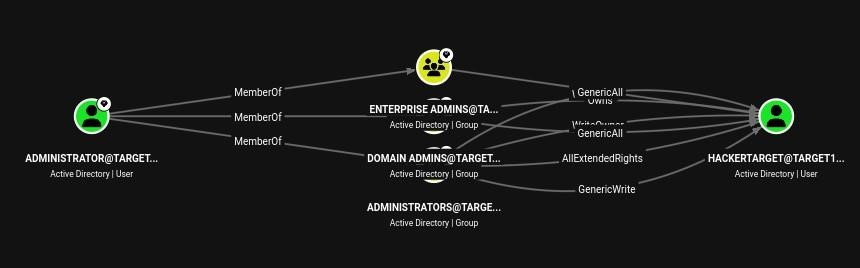 MemberOf
MemberOf
MemberOf
ADMINISTRATOR@TARGET...
Active Directory | User
ENTERPRISE ADMINS@TA...
Active Directory | Group
DOMAIN ADMINS@TARGET...
Active Directory | Group
ADMINISTRATORS@TARGE...
Active Directory | Group
GenericAll
Owns
WriteOwner
GenericAll
AllExtendedRights
GenericWrite
HACKERTARGET@TARGET1...
Active Directory | User